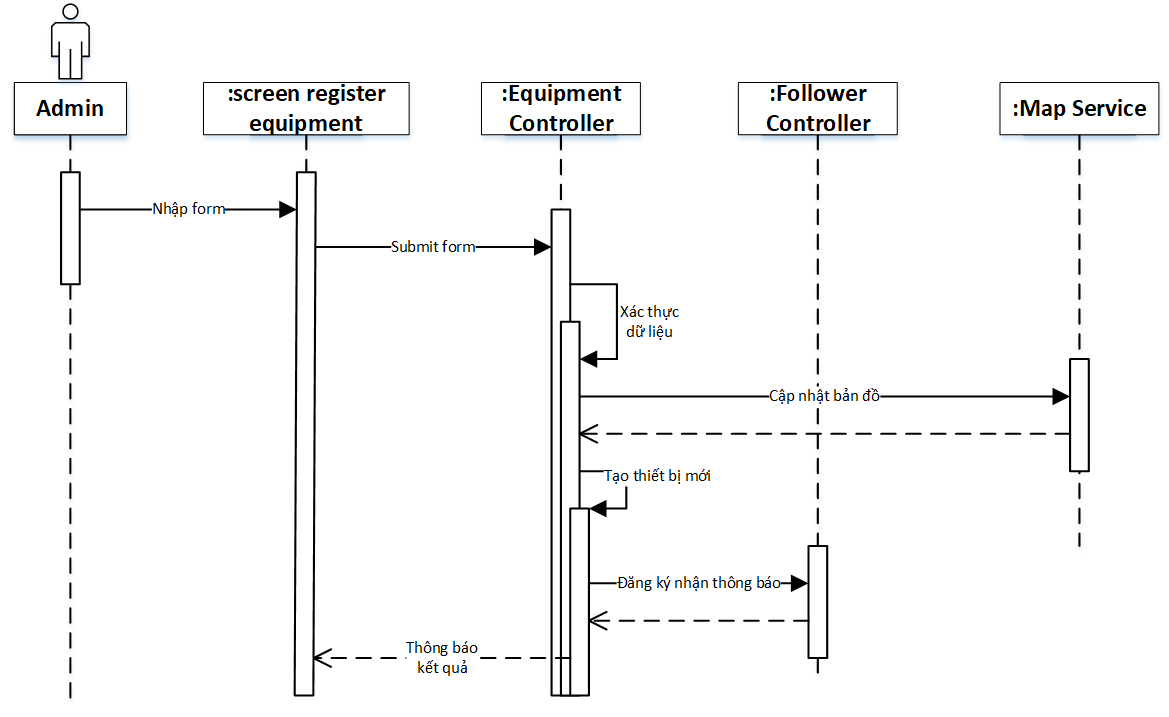 Admin
:screen register
equipment
:Equipment
Controller
:Follower
Controller
:Map Service
Nhập form
Submit form
Xác thực
dữ liệu
Cập nhật bản đồ
Tạo thiết bị mới
Đăng ký nhận thông báo
Thông báo
kết quả